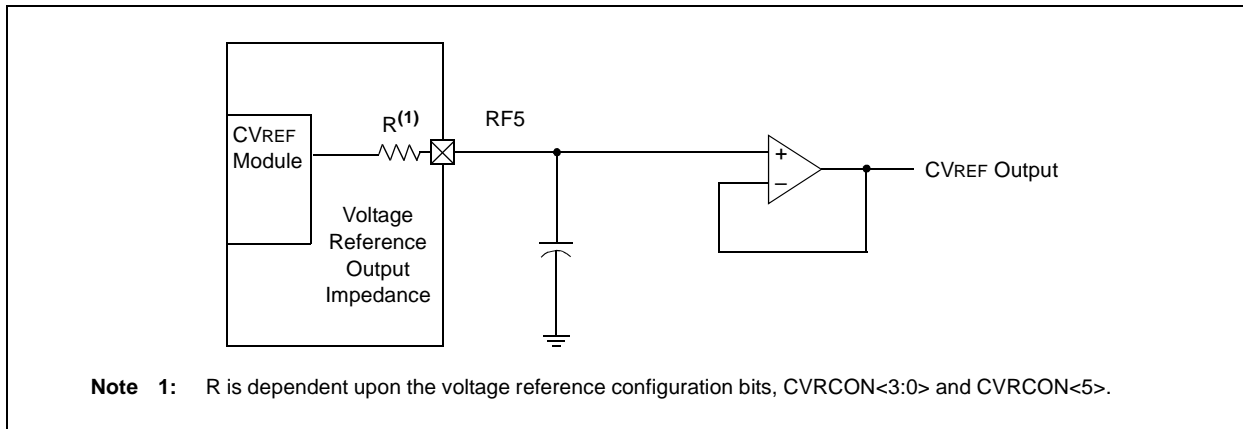 CVREF
Module
R(1)
RF5
+
–
CVREF Output
Voltage
Reference
Output
Impedance
Note 1: R is dependent upon the voltage reference configuration bits, CVRCON<3:0> and CVRCON<5>.